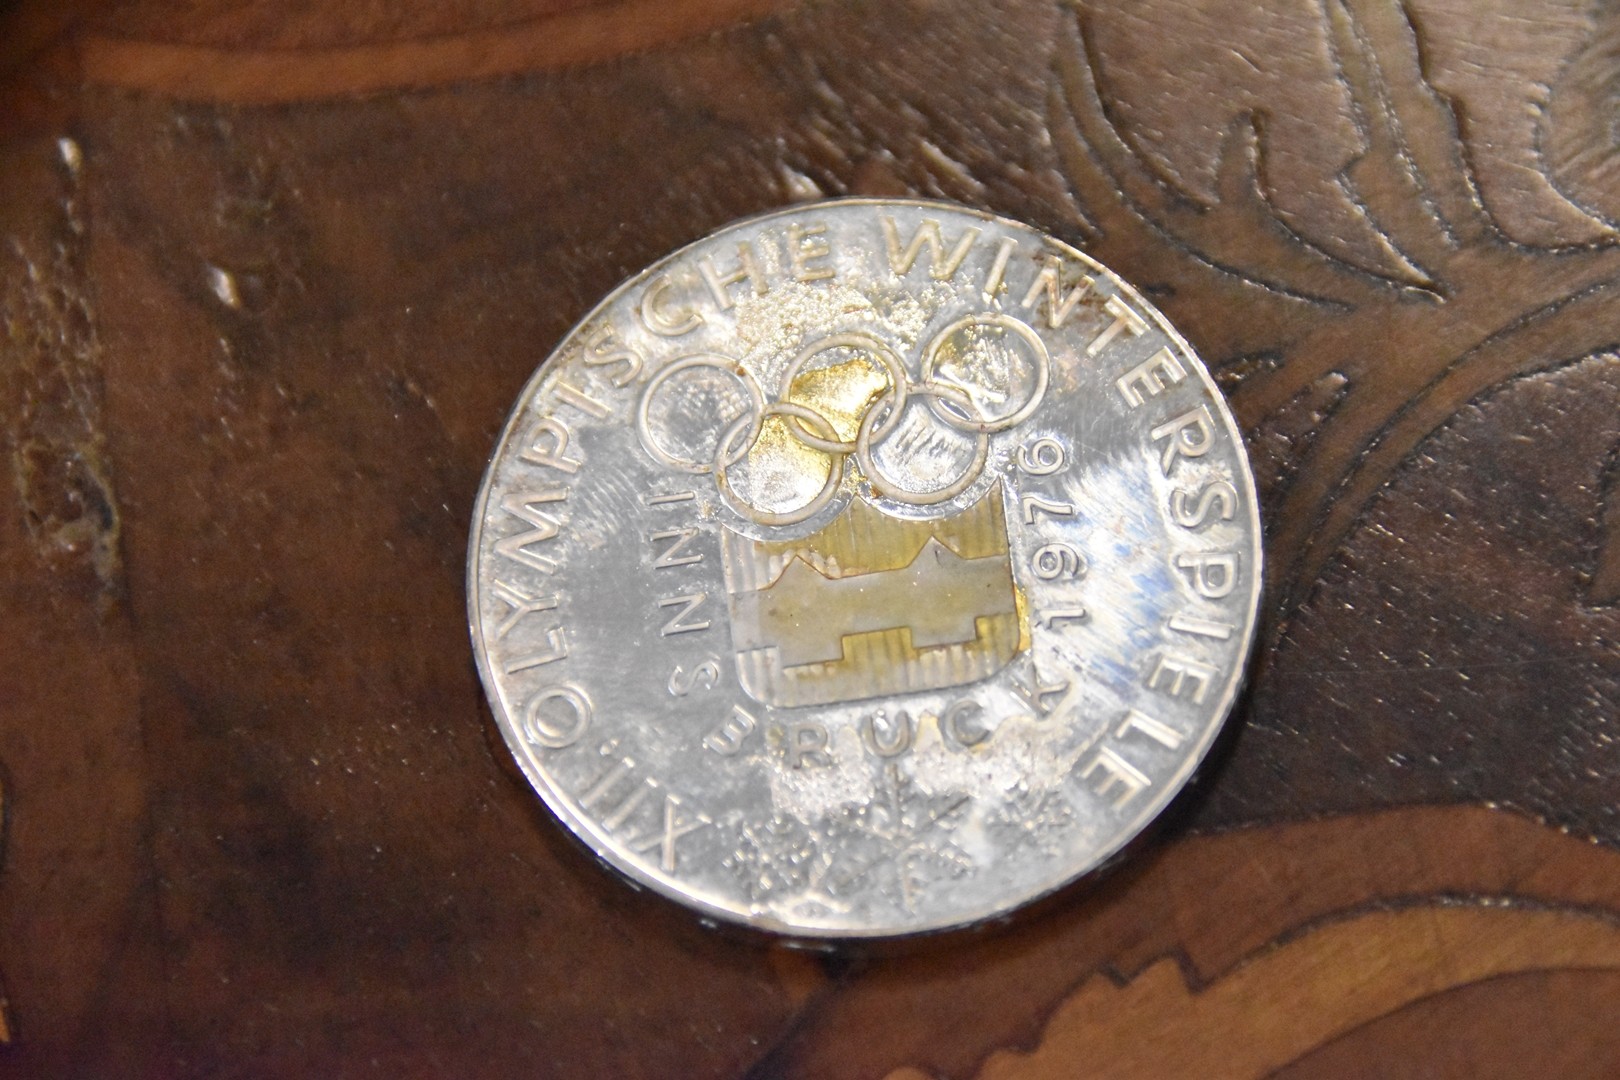 XII. OLYMPISCHE WINTERSPIELE
INNSBRUCK 1976